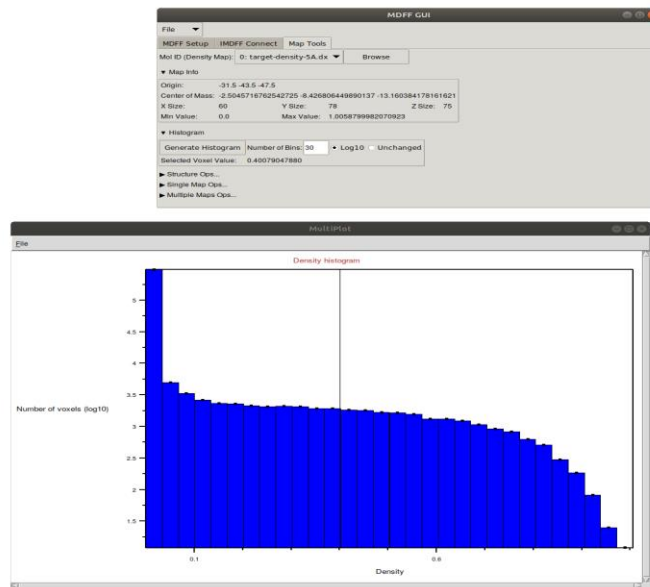 MDFF GUI
File
MDFF Setup IMDFF Connect Map Tools
Mol ID (Density Map): 0: target-density-5A.dx Browse
Map Info
Origin: -31.5 -43.5 -47.5
Center of Mass: -2.5045716762542725 -8.426806449890137 -13.160384178161621
X Size: 60 Y Size: 78 Z Size: 75
Min Value: 0.0 Max Value: 1.0058799982070923
Histogram
Generate Histogram Number of Bins: 30 Log10 Unchanged
Selected Voxel Value: 0.40079047880
Structure Ops...
Single Map Ops...
Multiple Maps Ops...
MultiPlot
File
Density histogram
5
4.5
4
3.5
Number of voxels (log10)
3
2.5
2
1.5
0.1 0.6
Density